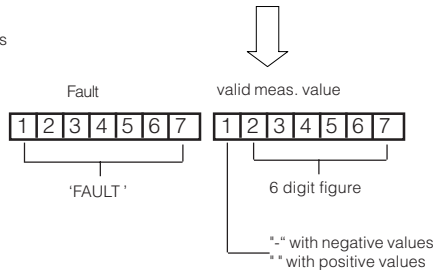 s
Fault
valid meas. value
1 2 3 4 5 6 7
1 2 3 4 5 6 7
'FAULT '
6 digit figure
"-“ with negative values
" " with positive values